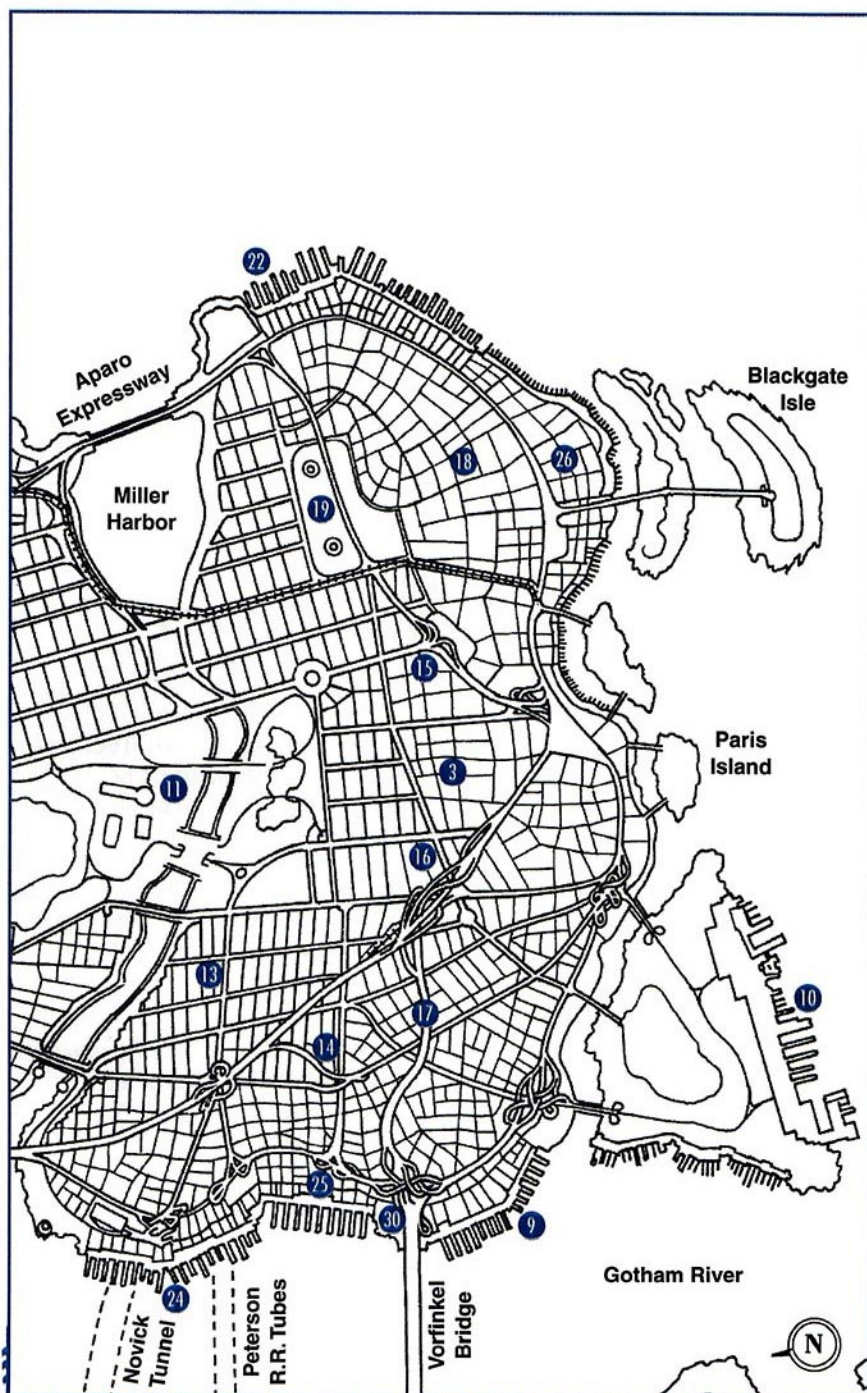 22
Aparo
Expressway
Blackgate
Isle
18
26
Miller
Harbor
19
15
Paris
Island
3
11
16
13
10
17
14
25
30
9
Gotham River
24
Novick
Tunnel
Peterson
R.R. Tubes
Vorfinkel
Bridge
N